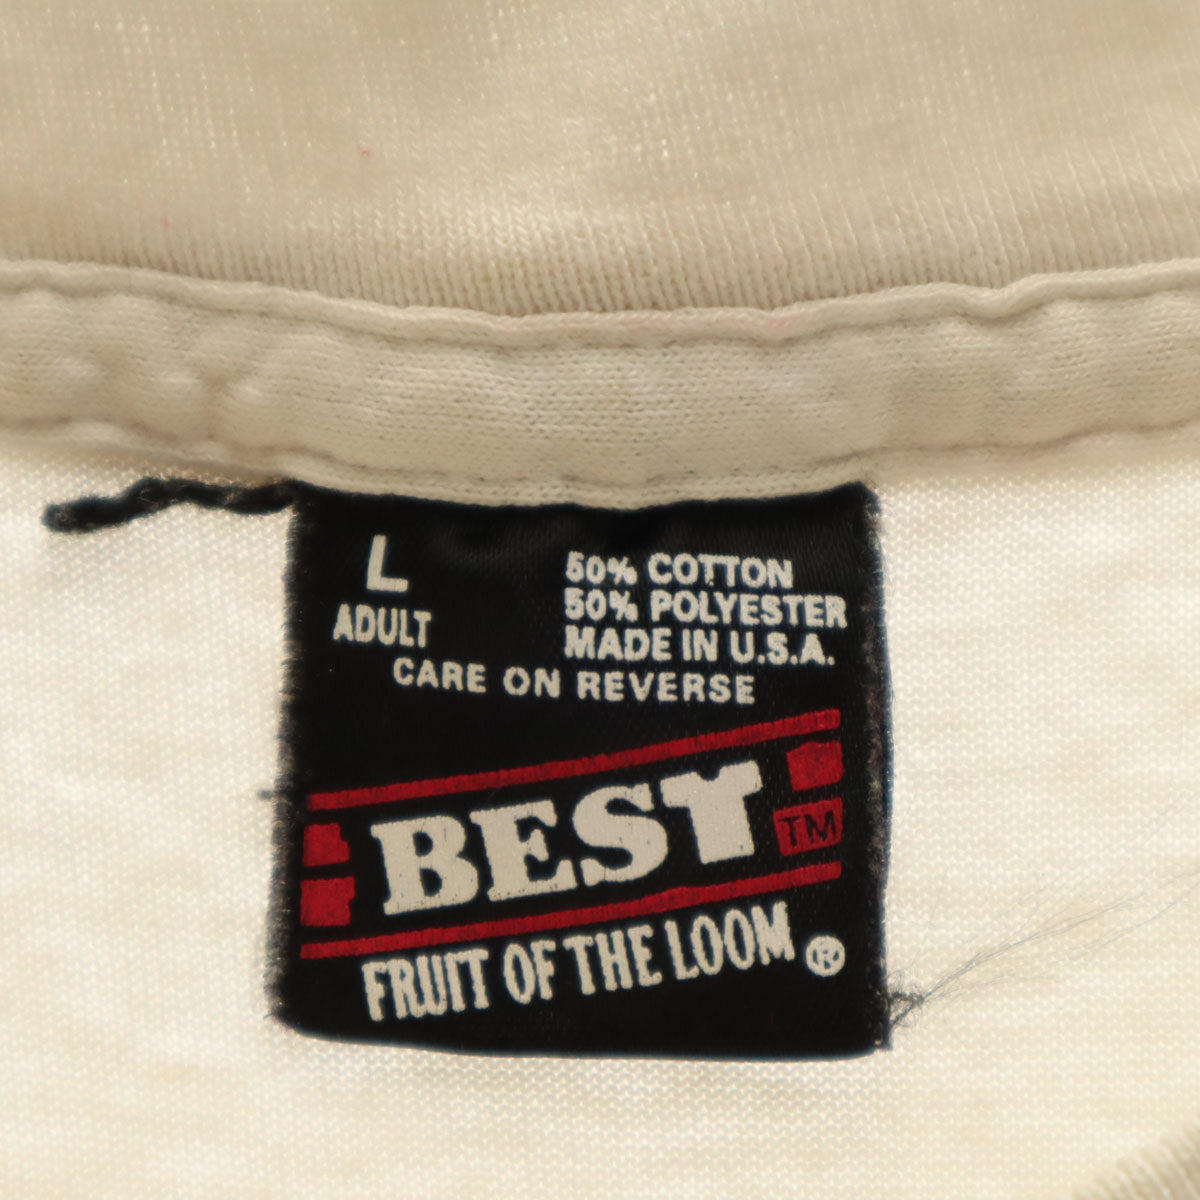 L
ADULT
50% COTTON
50% POLYESTER
MADE IN U.S.A.
CARE ON REVERSE
BEST TM
FRUIT OF THE LOOM ®